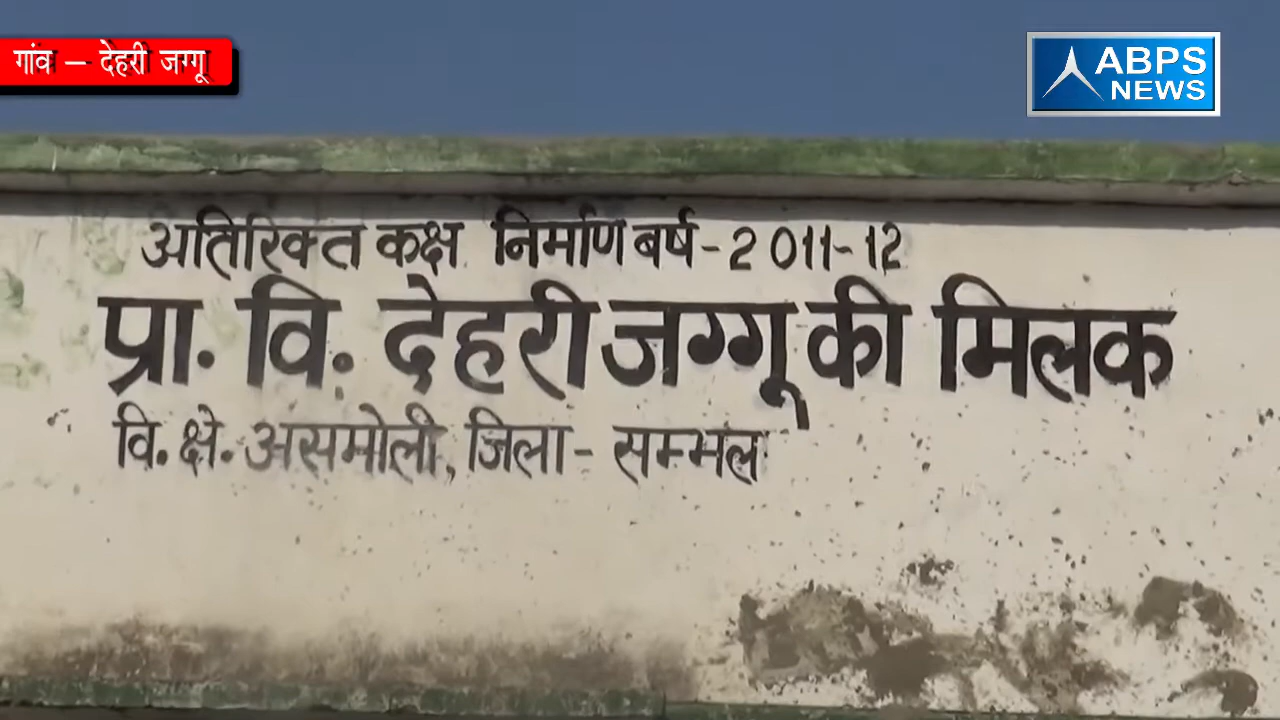 गांव – देहरी जग्गू
ABPS
NEWS
अतिरिक्त कक्ष निर्माण बर्ष-2011-12
प्रा. वि. देहरी जग्गू की मिलक
वि. क्षे. असमोली, जिला- सम्भल